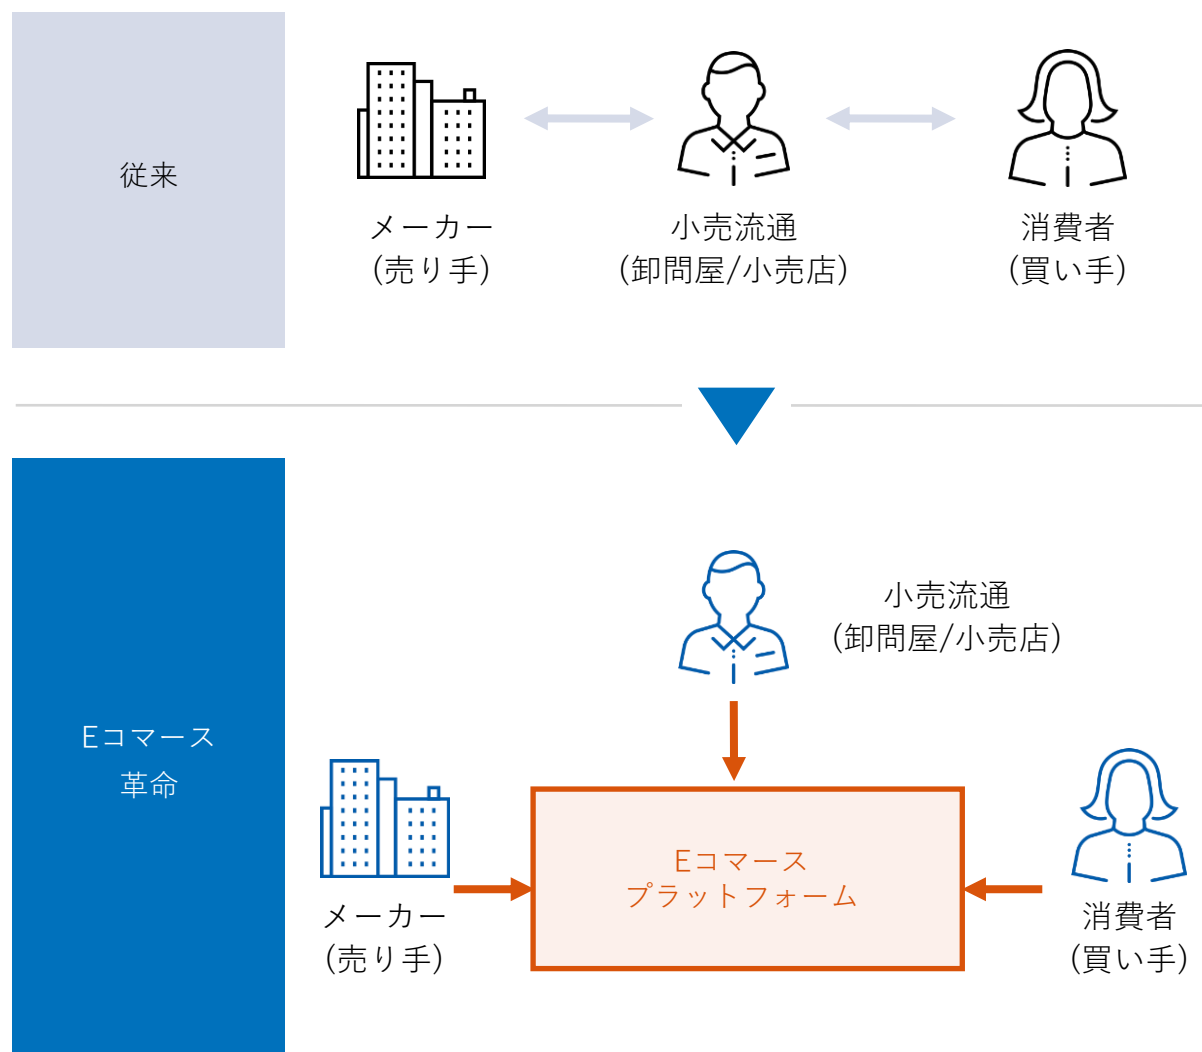 従来
メーカー
(売り手)
小売流通
(卸問屋/小売店)
消費者
(買い手)
Eコマース
革命
小売流通
(卸問屋/小売店)
メーカー
(売り手)
Eコマース
プラットフォーム
消費者
(買い手)